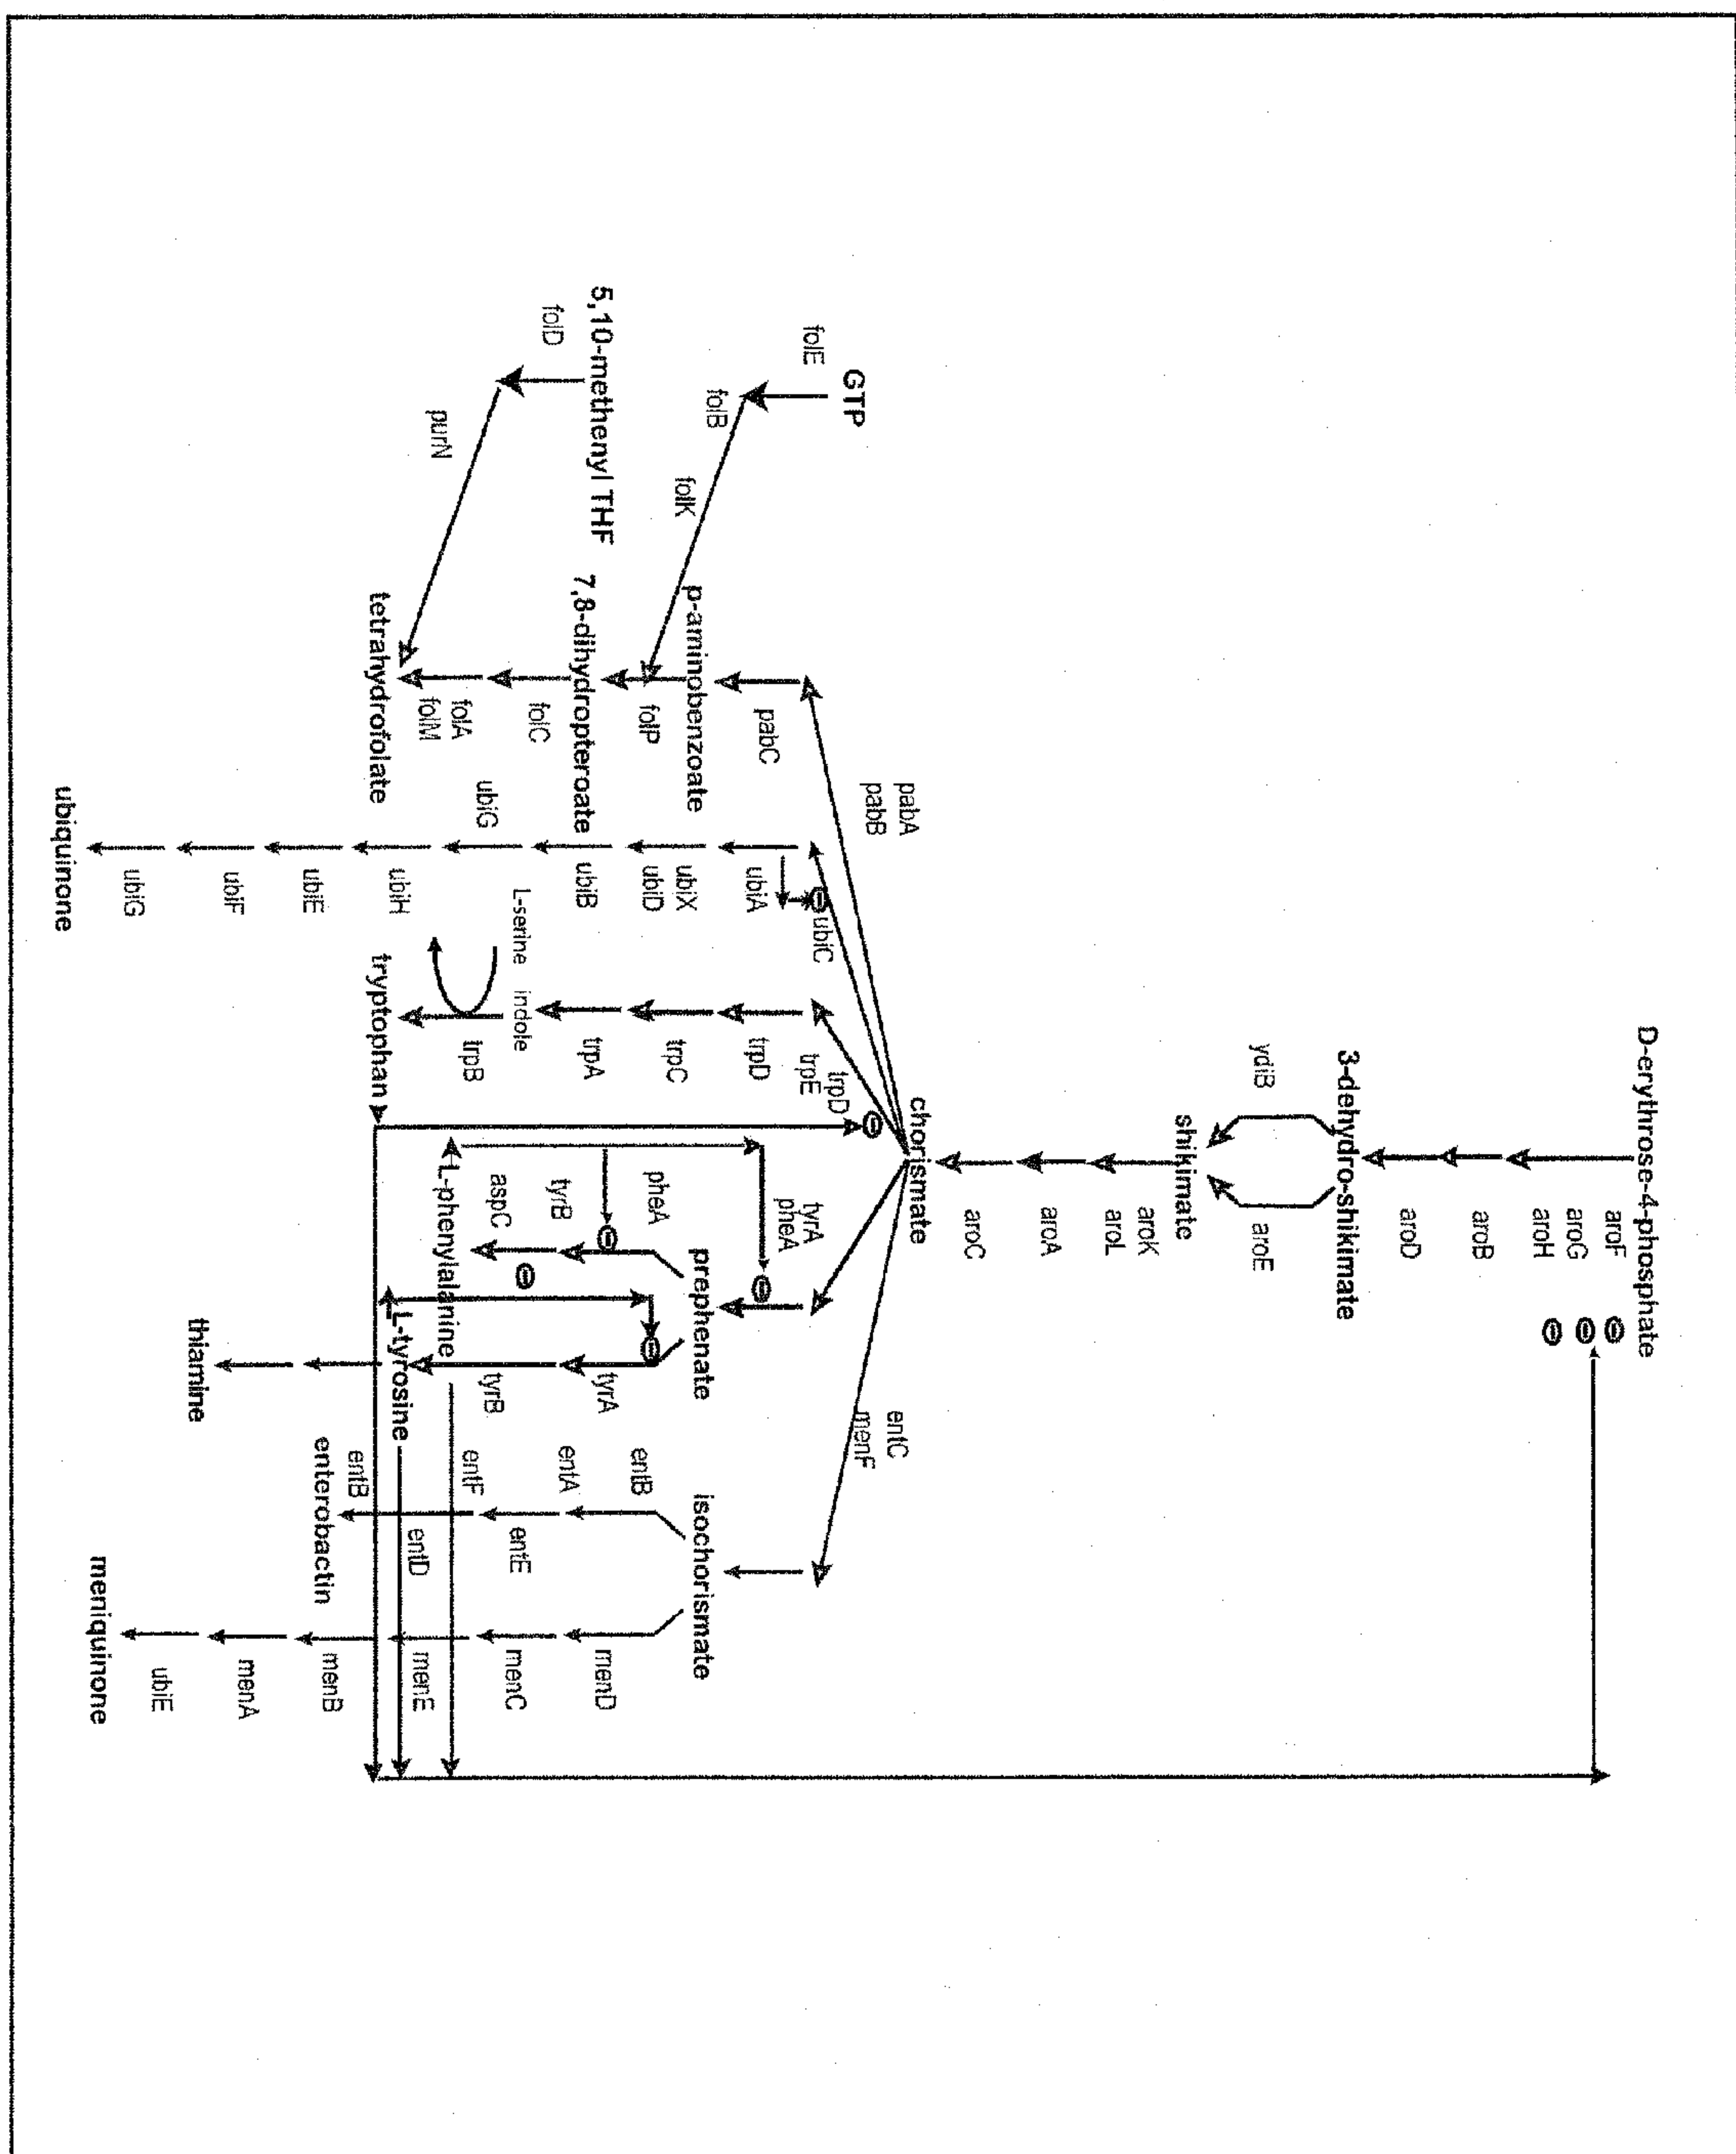 D-erythrose-4-phosphate
aroF
aroG
aroH
aroB
aroD
3-dehydro-shikimate
ydiB
aroE
shikimate
aroK
aroL
aroA
aroC
chorismate
pabA
pabB
ubiC
trpD
trpE
tyrA
pheA
entC
menF
GTP
folE
folB
folK
pabC
ubiA
trpD
p-aminobenzoate
prephenate
isochorismate
folP
ubiX
ubiD
trpC
pheA
tyrA
entB
menD
5,10-methenyl THF
7,8-dihydropteroate
folD
ubiB
trpA
tyrB
entA
folC
L-serine
indole
aspC
tyrB
entE
menC
purN
ubiG
trpB
entF
folA
folM
L-phenylalanine
tetrahydrofolate
ubiH
tryptophan
L-tyrosine
entD
menE
entB
enterobactin
ubiE
menB
ubiF
thiamine
menA
ubiG
ubiE
ubiquinone
meniquinone